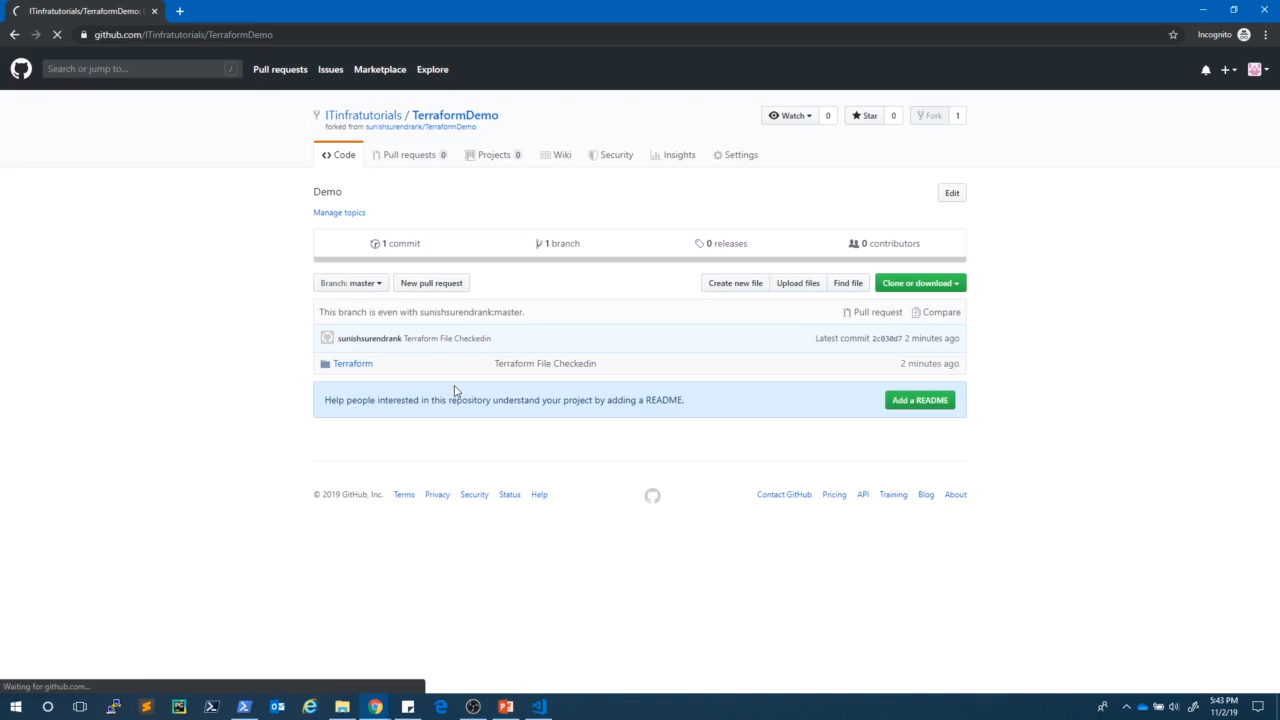 ITinfratutorials/TerraformDemo: D
github.com/ITinfratutorials/TerraformDemo
Incognito
Search or jump to...
/
Pull requests
Issues
Marketplace
Explore
ITinfratutorials / TerraformDemo
forked from sunishsurendrank/TerraformDemo
Watch 0
Star 0
Fork 1
Code
Pull requests 0
Projects 0
Wiki
Security
Insights
Settings
Demo
Edit
Manage topics
1 commit
1 branch
0 releases
0 contributors
Branch: master
New pull request
Create new file
Upload files
Find file
Clone or download
This branch is even with sunishsurendrank:master.
Pull request
Compare
sunishsurendrank Terraform File Checkedin
Latest commit 2c030d7 2 minutes ago
Terraform
Terraform File Checkedin
2 minutes ago
Help people interested in this repository understand your project by adding a README.
Add a README
© 2019 GitHub, Inc.
Terms
Privacy
Security
Status
Help
Contact GitHub
Pricing
API
Training
Blog
About
Waiting for github.com...
5:43 PM
11/2/19